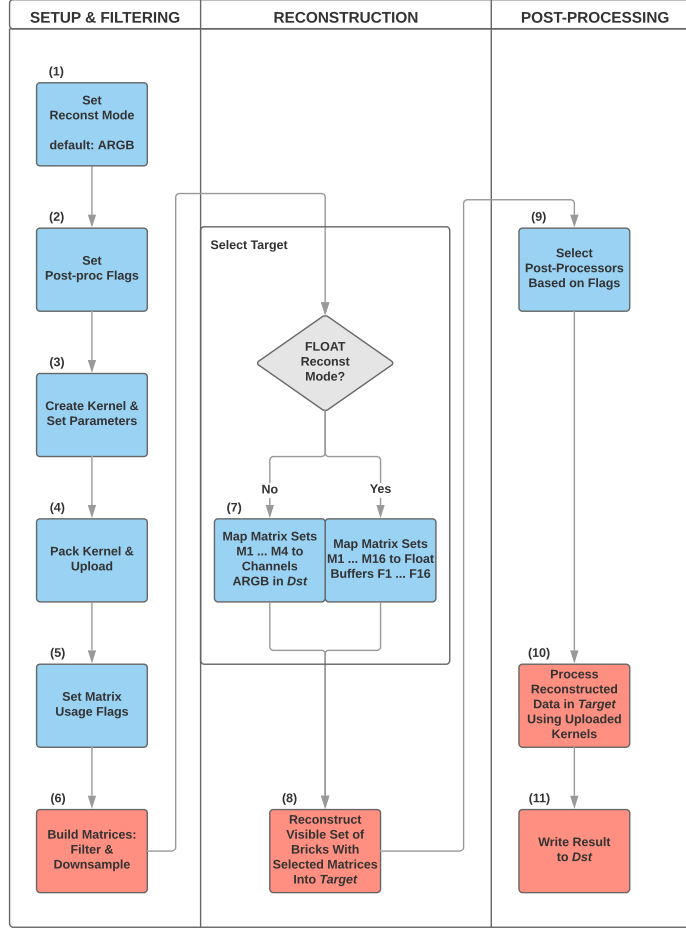 SETUP & FILTERING
(1)
Set
Reconst Mode
default: ARGB
(2)
Set
Post-proc Flags
(3)
Create Kernel &
Set Parameters
(4)
Pack Kernel &
Upload
(5)
Set Matrix
Usage Flags
(6)
Build Matrices:
Filter &
Downsample
RECONSTRUCTION
Select Target
FLOAT
Reconst
Mode?
No
Yes
(7)
Map Matrix Sets
M1 ... M4 to
Channels
ARGB in Dst
Map Matrix Sets
M1 ... M16 to Float
Buffers F1 ... F16
(8)
Reconstruct
Visible Set of
Bricks With
Selected Matrices
Into Target
POST-PROCESSING
(9)
Select
Post-Processors
Based on Flags
(10)
Process
Reconstructed
Data in Target
Using Uploaded
Kernels
(11)
Write Result
to Dst